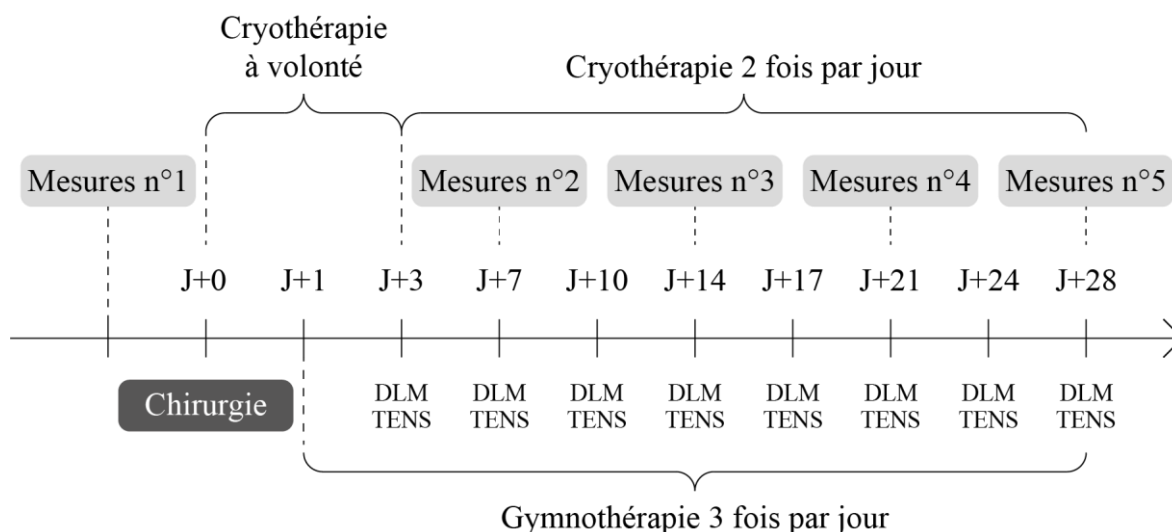 Cryothérapie
à volonté
Cryothérapie 2 fois par jour
Mesures n°1
Mesures n°2
Mesures n°3
Mesures n°4
Mesures n°5
J+0 J+1 J+3 J+7 J+10 J+14 J+17 J+21 J+24 J+28
Chirurgie
DLM DLM DLM DLM DLM DLM DLM DLM
TENS TENS TENS TENS TENS TENS TENS TENS
Gymnothérapie 3 fois par jour